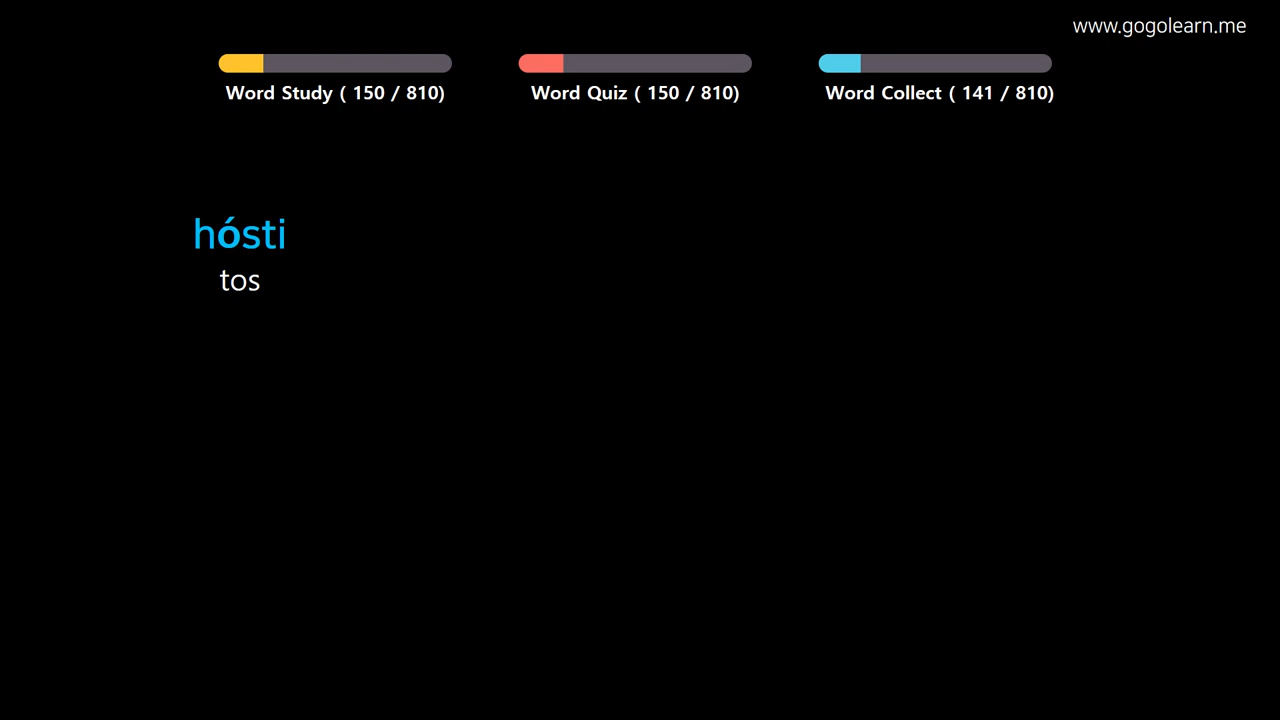 www.gogolearn.me
Word Study ( 150 / 810)
Word Quiz ( 150 / 810)
Word Collect ( 141 / 810)
hósti
tos